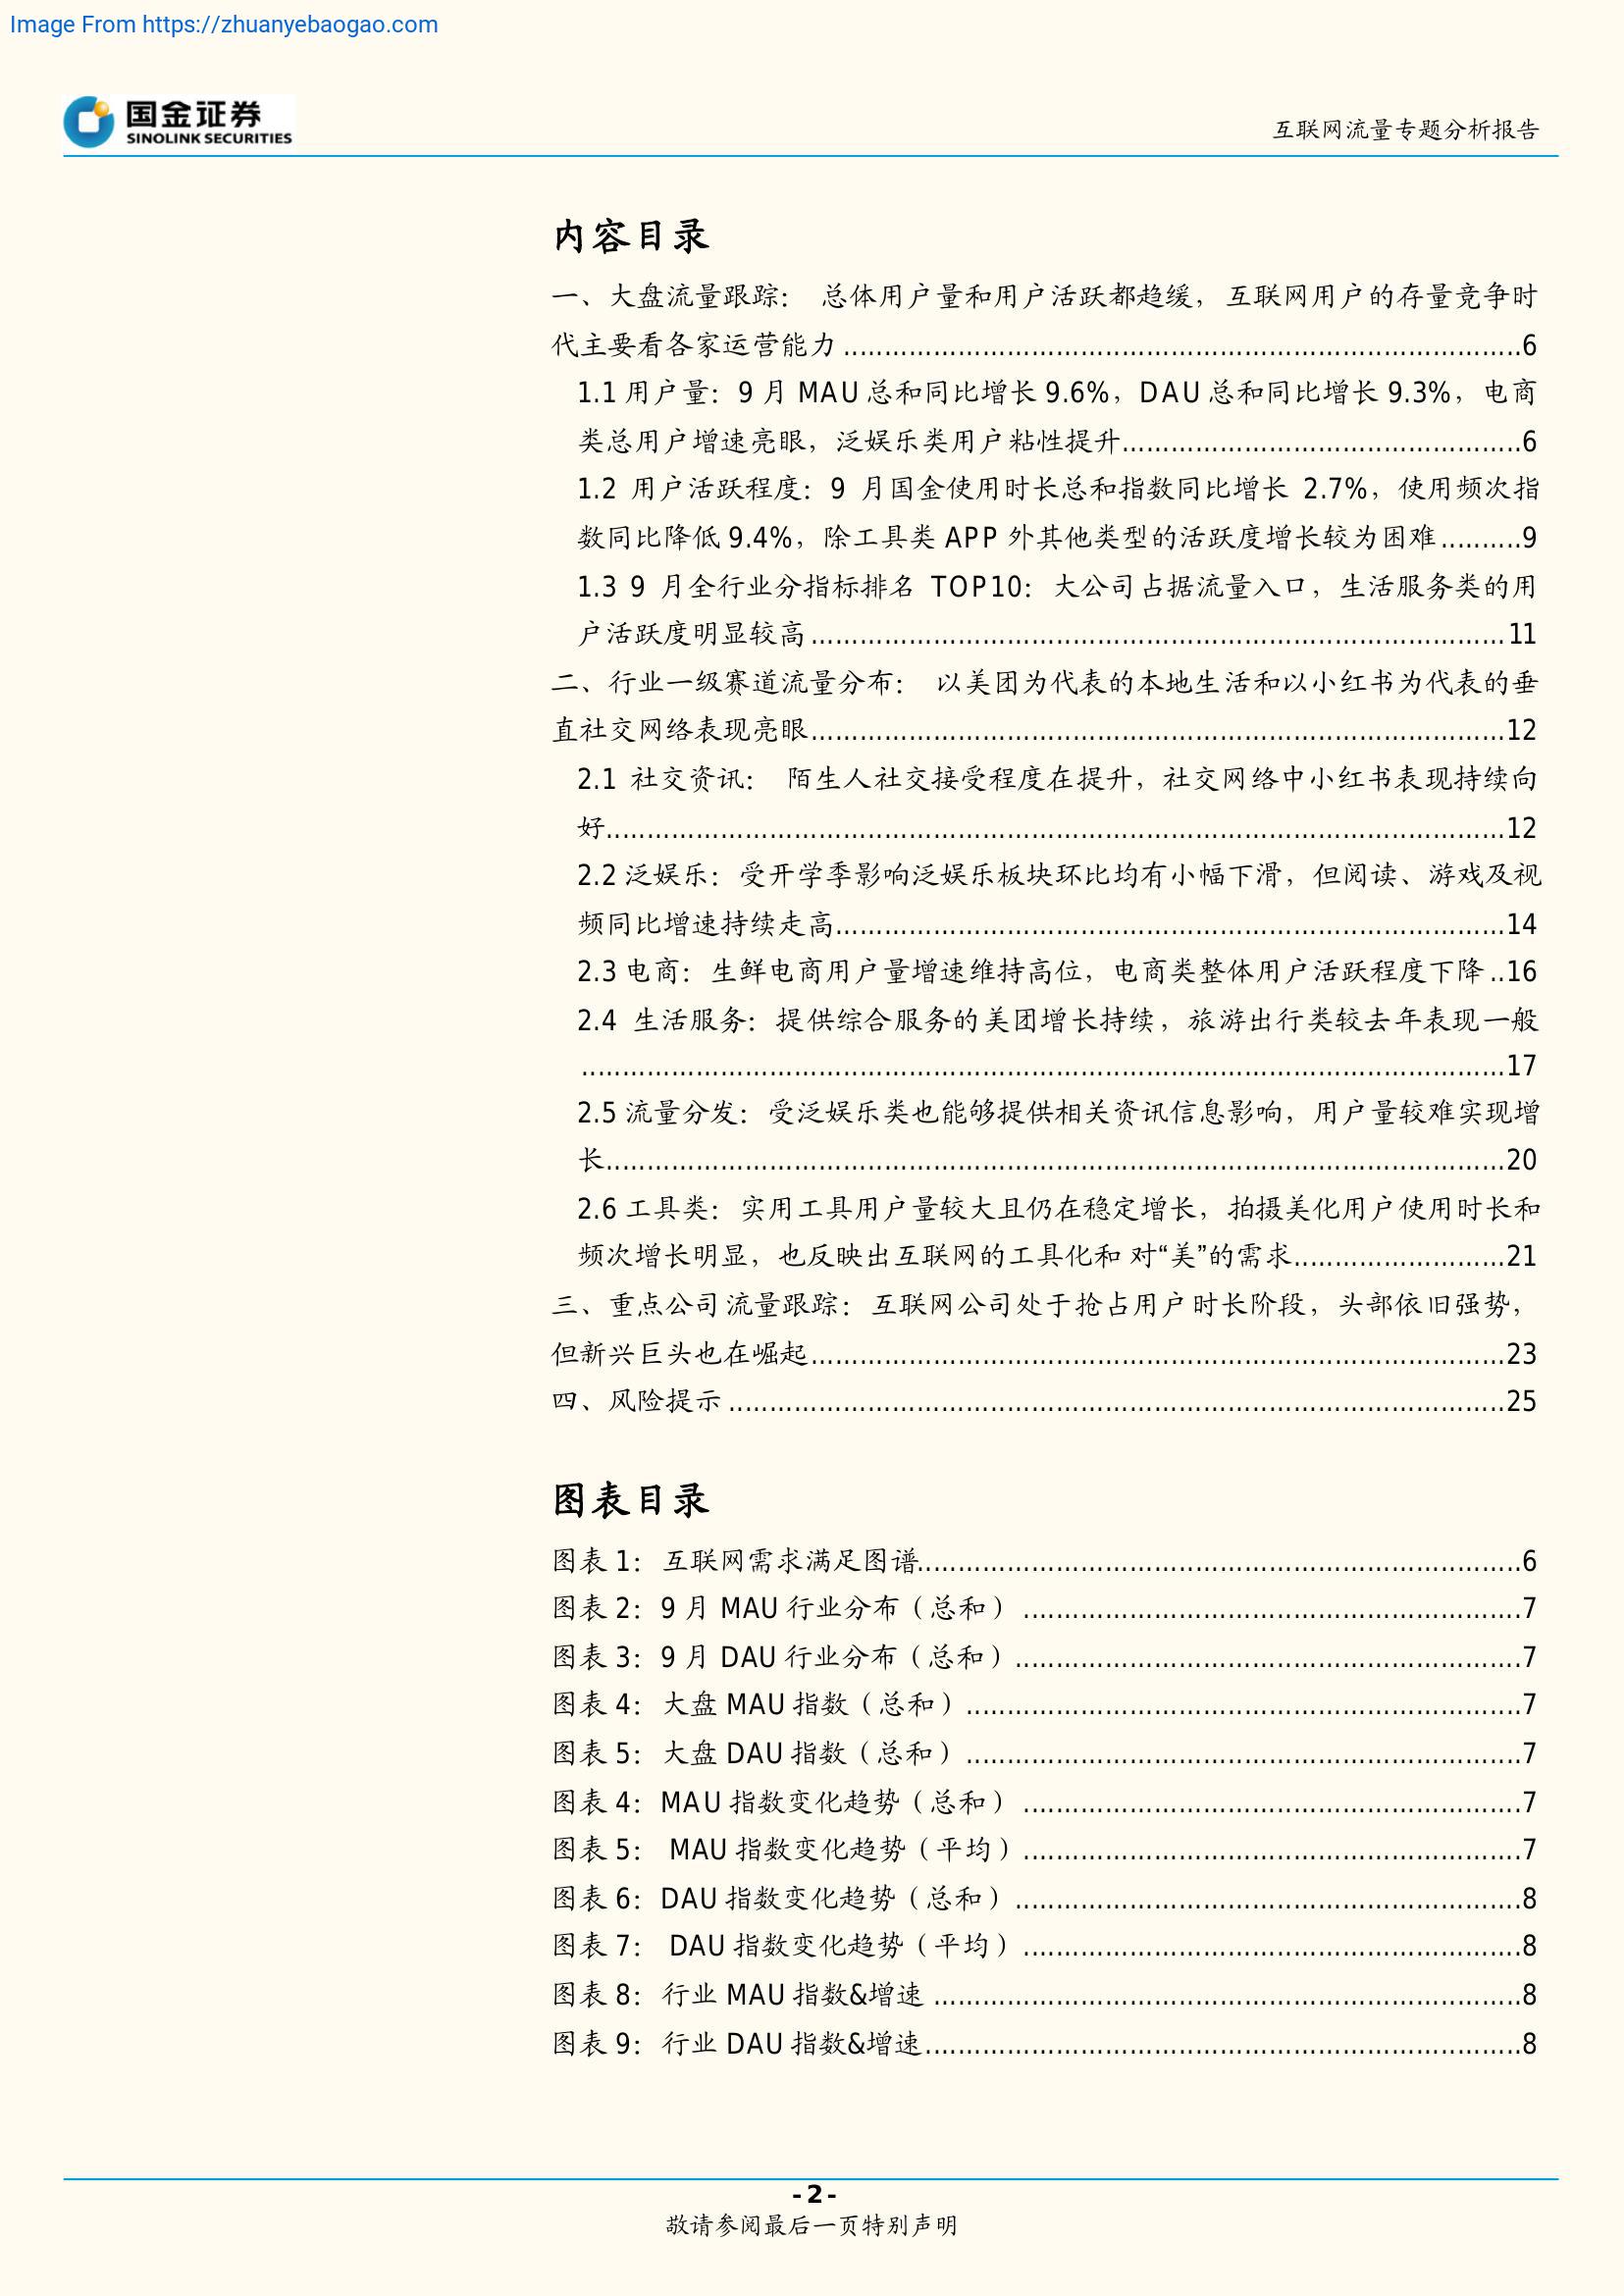 Image From https://zhuanyebaogao.com
国金证券
SINOLINK SECURITIES
互联网流量专题分析报告
内容目录
一、大盘流量跟踪： 总体用户量和用户活跃都趋缓，互联网用户的存量竞争时
代主要看各家运营能力...................................................................................6
1.1 用户量：9 月 MAU 总和同比增长 9.6%，DAU 总和同比增长 9.3%，电商
类总用户增速亮眼，泛娱乐类用户粘性提升.................................................6
1.2 用户活跃程度：9 月国金使用时长总和指数同比增长 2.7%，使用频次指
数同比降低 9.4%，除工具类 APP 外其他类型的活跃度增长较为困难..........9
1.3 9 月全行业分指标排名 TOP10：大公司占据流量入口，生活服务类的用
户活跃度明显较高.....................................................................................11
二、行业一级赛道流量分布： 以美团为代表的本地生活和以小红书为代表的垂
直社交网络表现亮眼.....................................................................................12
2.1 社交资讯： 陌生人社交接受程度在提升，社交网络中小红书表现持续向
好..............................................................................................................12
2.2 泛娱乐：受开学季影响泛娱乐板块环比均有小幅下滑，但阅读、游戏及视
频同比增速持续走高..................................................................................14
2.3 电商：生鲜电商用户量增速维持高位，电商类整体用户活跃程度下降..16
2.4 生活服务：提供综合服务的美团增长持续，旅游出行类较去年表现一般
.................................................................................................................17
2.5 流量分发：受泛娱乐类也能够提供相关资讯信息影响，用户量较难实现增
长..............................................................................................................20
2.6 工具类：实用工具用户量较大且仍在稳定增长，拍摄美化用户使用时长和
频次增长明显，也反映出互联网的工具化和 对“美”的需求..........................21
三、重点公司流量跟踪：互联网公司处于抢占用户时长阶段，头部依旧强势，
但新兴巨头也在崛起.....................................................................................23
四、风险提示...............................................................................................25
图表目录
图表 1：互联网需求满足图谱..........................................................................6
图表 2：9 月 MAU 行业分布（总和）.............................................................7
图表 3：9 月 DAU 行业分布（总和）..............................................................7
图表 4：大盘 MAU 指数（总和）....................................................................7
图表 5：大盘 DAU 指数（总和）....................................................................7
图表 4：MAU 指数变化趋势（总和）.............................................................7
图表 5： MAU 指数变化趋势（平均）.............................................................7
图表 6：DAU 指数变化趋势（总和）..............................................................8
图表 7： DAU 指数变化趋势（平均）.............................................................8
图表 8：行业 MAU 指数&增速........................................................................8
图表 9：行业 DAU 指数&增速.........................................................................8
-2-
敬请参阅最后一页特别声明